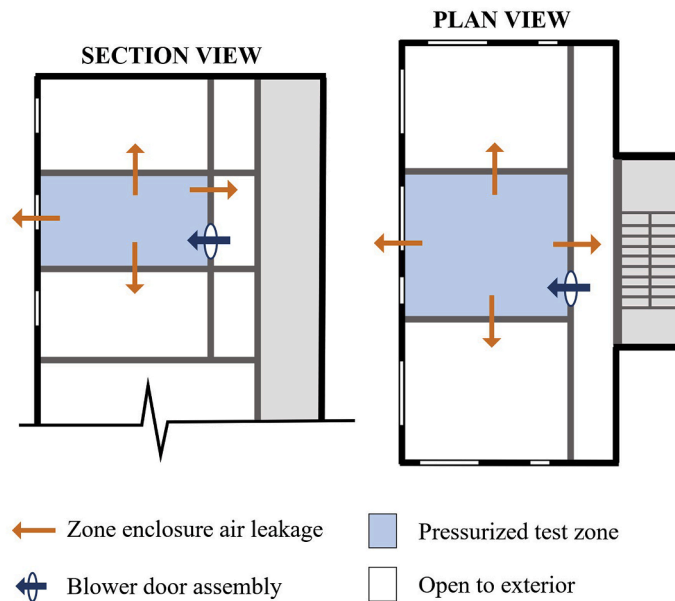 PLAN VIEW
SECTION VIEW
Zone enclosure air leakage
Pressurized test zone
Blower door assembly
Open to exterior